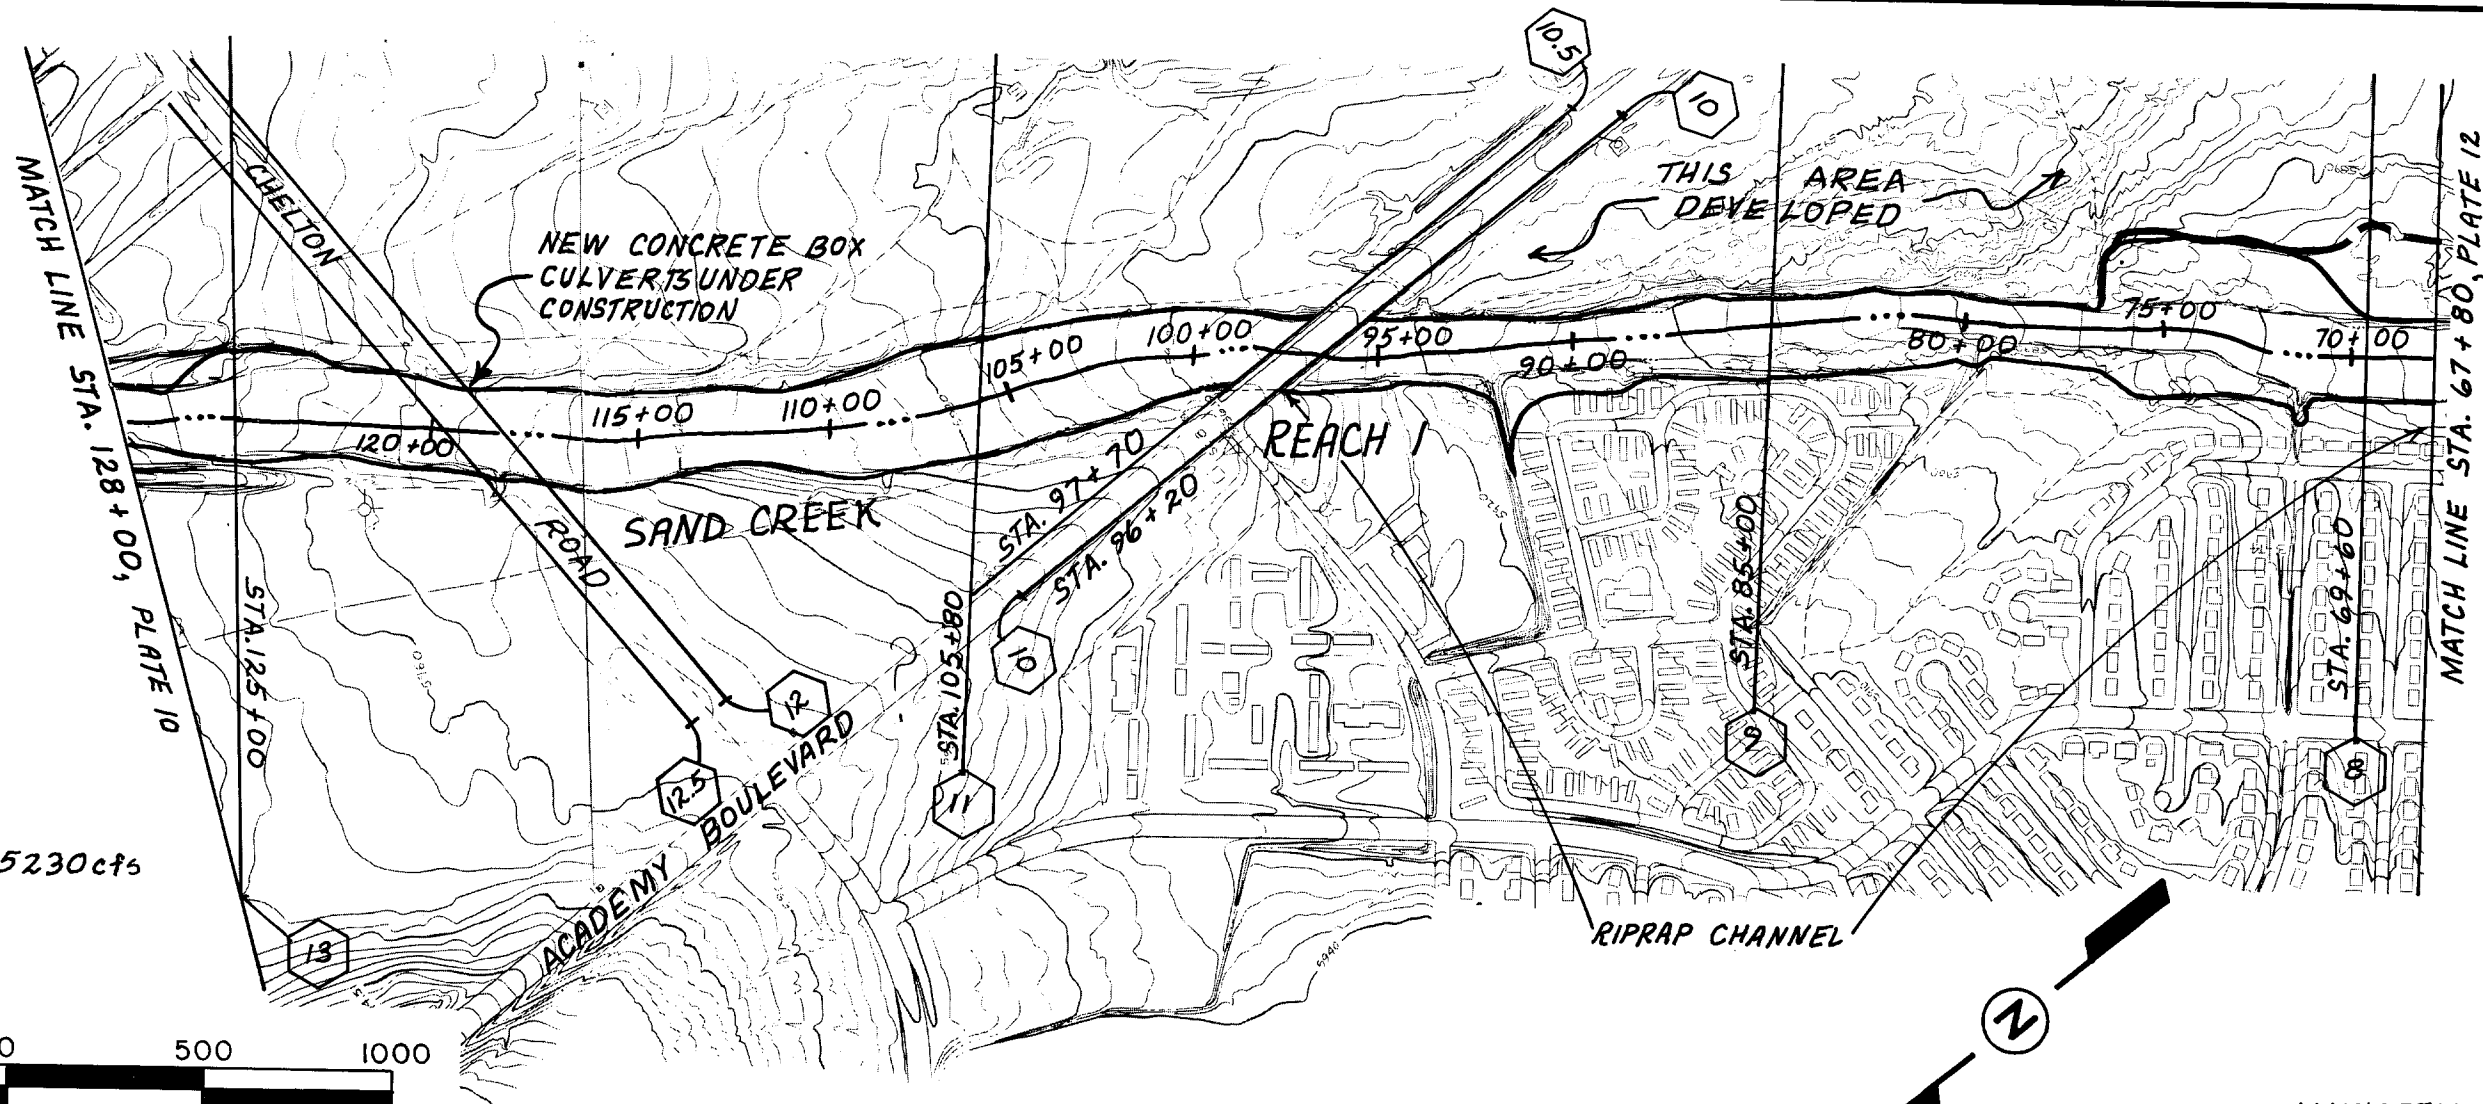 10.5
10
MATCH LINE STA. 128+00, PLATE 10
CHELTON
ROAD
NEW CONCRETE BOX
CULVERTS UNDER
CONSTRUCTION
THIS AREA
DEVELOPED
MATCH LINE STA. 67+80, PLATE 12
120+00
115+00
110+00
105+00
100+00
95+00
90+00
80+00
75+00
70+00
REACH 1
SAND CREEK
STA. 97+70
STA. 96+20
STA. 125+00
STA. 105+80
STA. 85+00
STA. 69+60
10
12
12.5
11
9
8
13
ACADEMY BOULEVARD
RIPRAP CHANNEL
5230cfs
5940
N
0 500 1000